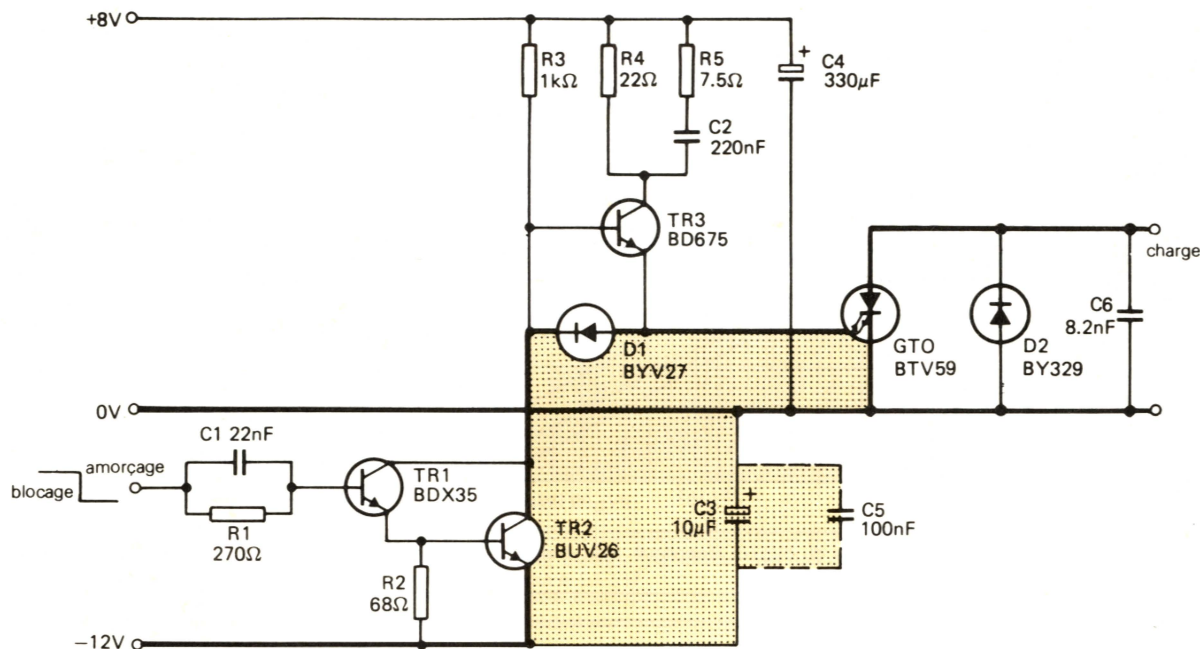 +8V
R3
1kΩ
R4
22Ω
R5
7.5Ω
C2
220nF
+
C4
330µF
TR3
BD675
charge
D1
BYV27
GTO
BTV59
D2
BY329
C6
8.2nF
0V
C1 22nF
amorçage
blocage
R1
270Ω
TR1
BDX35
TR2
BUV26
R2
68Ω
+
C3
10µF
C5
100nF
−12V